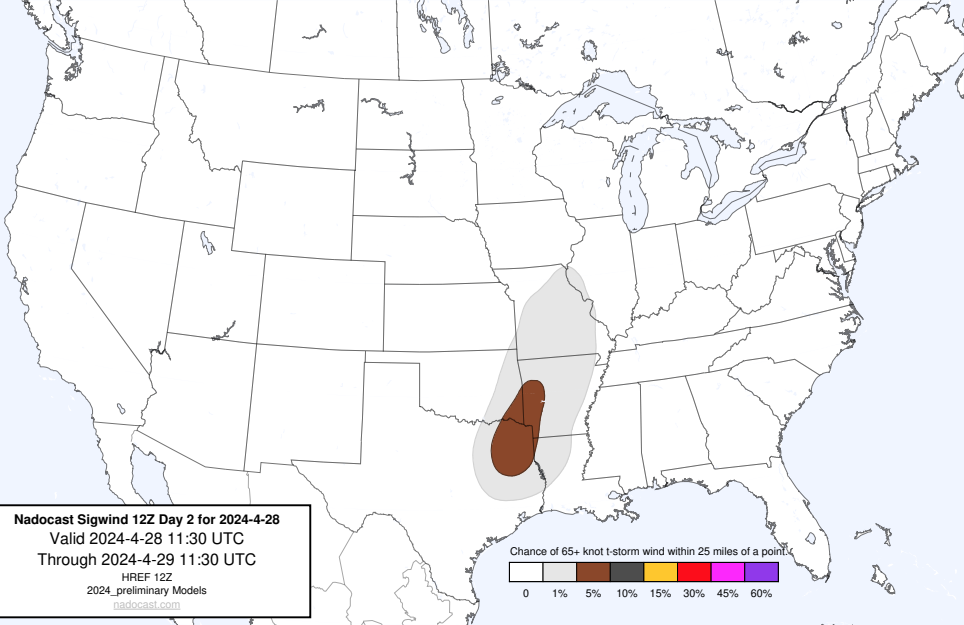 Nadocast Sigwind 12Z Day 2 for 2024-4-28
Valid 2024-4-28 11:30 UTC
Through 2024-4-29 11:30 UTC
HREF 12Z
2024_preliminary Models
nadocast.com
Chance of 65+ knot t-storm wind within 25 miles of a point.
0 1% 5% 10% 15% 30% 45% 60%